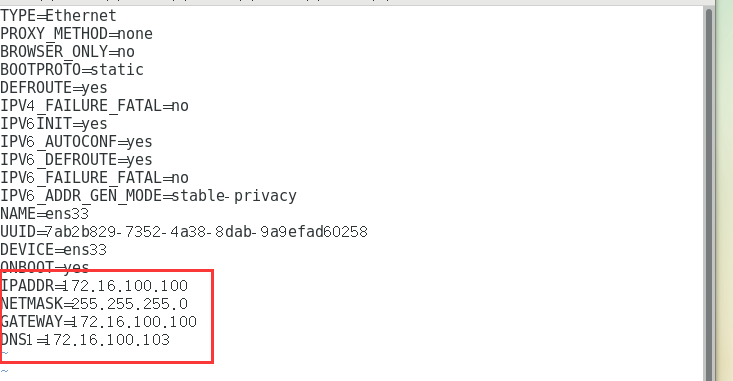 TYPE=Ethernet
PROXY_METHOD=none
BROWSER_ONLY=no
BOOTPROTO=static
DEFROUTE=yes
IPV4_FAILURE_FATAL=no
IPV6INIT=yes
IPV6_AUTOCONF=yes
IPV6_DEFROUTE=yes
IPV6_FAILURE_FATAL=no
IPV6_ADDR_GEN_MODE=stable-privacy
NAME=ens33
UUID=7ab2b829-7352-4a38-8dab-9a9efad60258
DEVICE=ens33
ONBOOT=yes
IPADDR=172.16.100.100
NETMASK=255.255.255.0
GATEWAY=172.16.100.100
DNS1=172.16.100.103
~
~